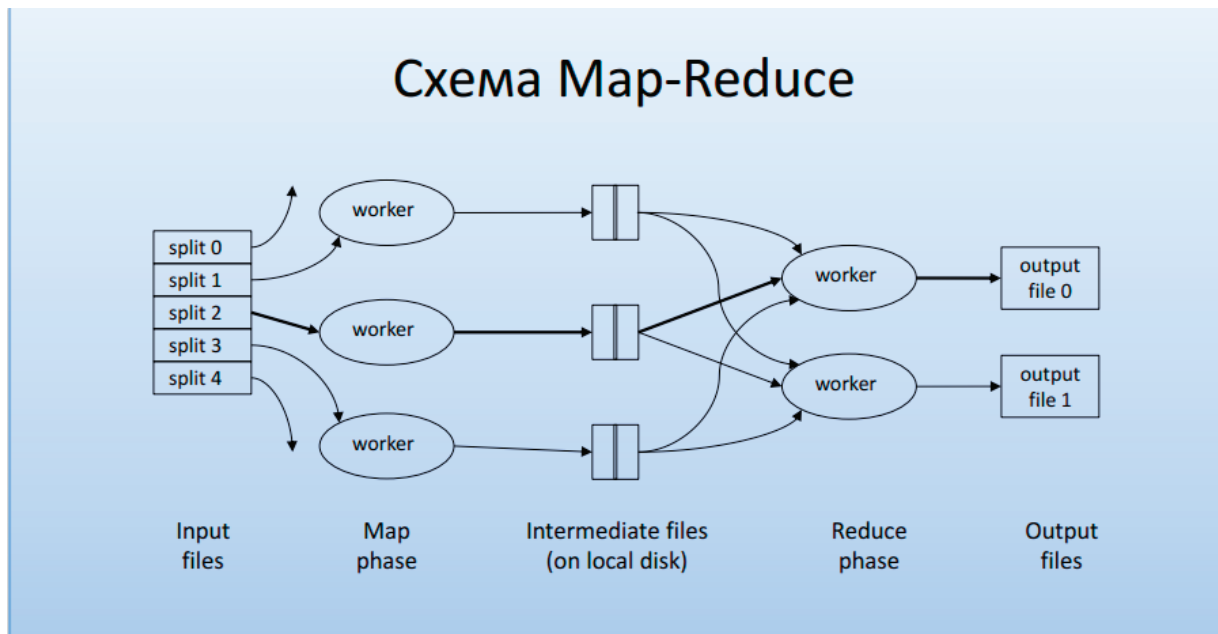 Схема Map-Reduce
split 0
split 1
split 2
split 3
split 4
worker
worker
worker
worker
worker
output
file 0
output
file 1
Input
files
Map
phase
Intermediate files
(on local disk)
Reduce
phase
Output
files